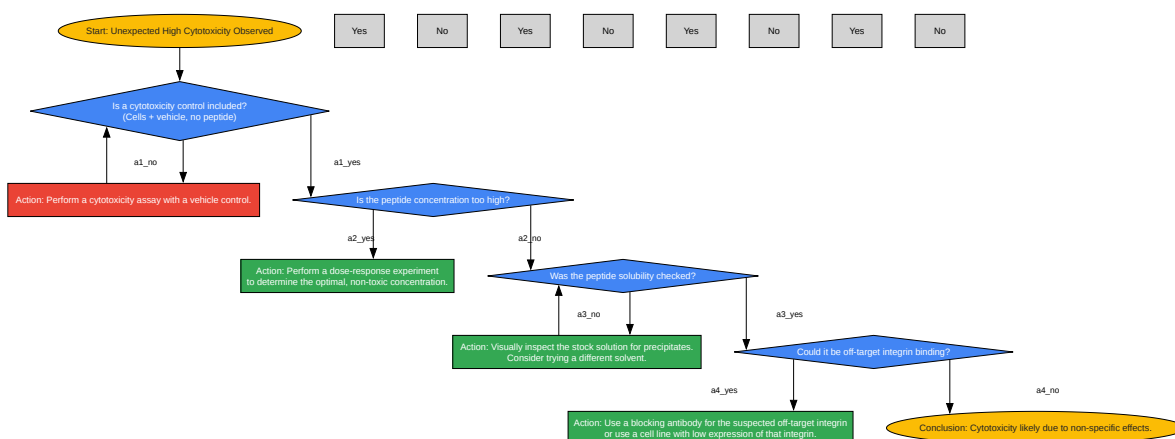 Start: Unexpected High Cytotoxicity Observed
Yes
No
Yes
No
Yes
No
Yes
No
Is a cytotoxicity control included?
(Cells + vehicle, no peptide)
a1_no
a1_yes
Action: Perform a cytotoxicity assay with a vehicle control.
Is the peptide concentration too high?
a2_yes
a2_no
Action: Perform a dose-response experiment
to determine the optimal, non-toxic concentration.
Was the peptide solubility checked?
a3_no
a3_yes
Action: Visually inspect the stock solution for precipitates.
Consider trying a different solvent.
Could it be off-target integrin binding?
a4_yes
a4_no
Action: Use a blocking antibody for the suspected off-target integrin
or use a cell line with low expression of that integrin.
Conclusion: Cytotoxicity likely due to non-specific effects.